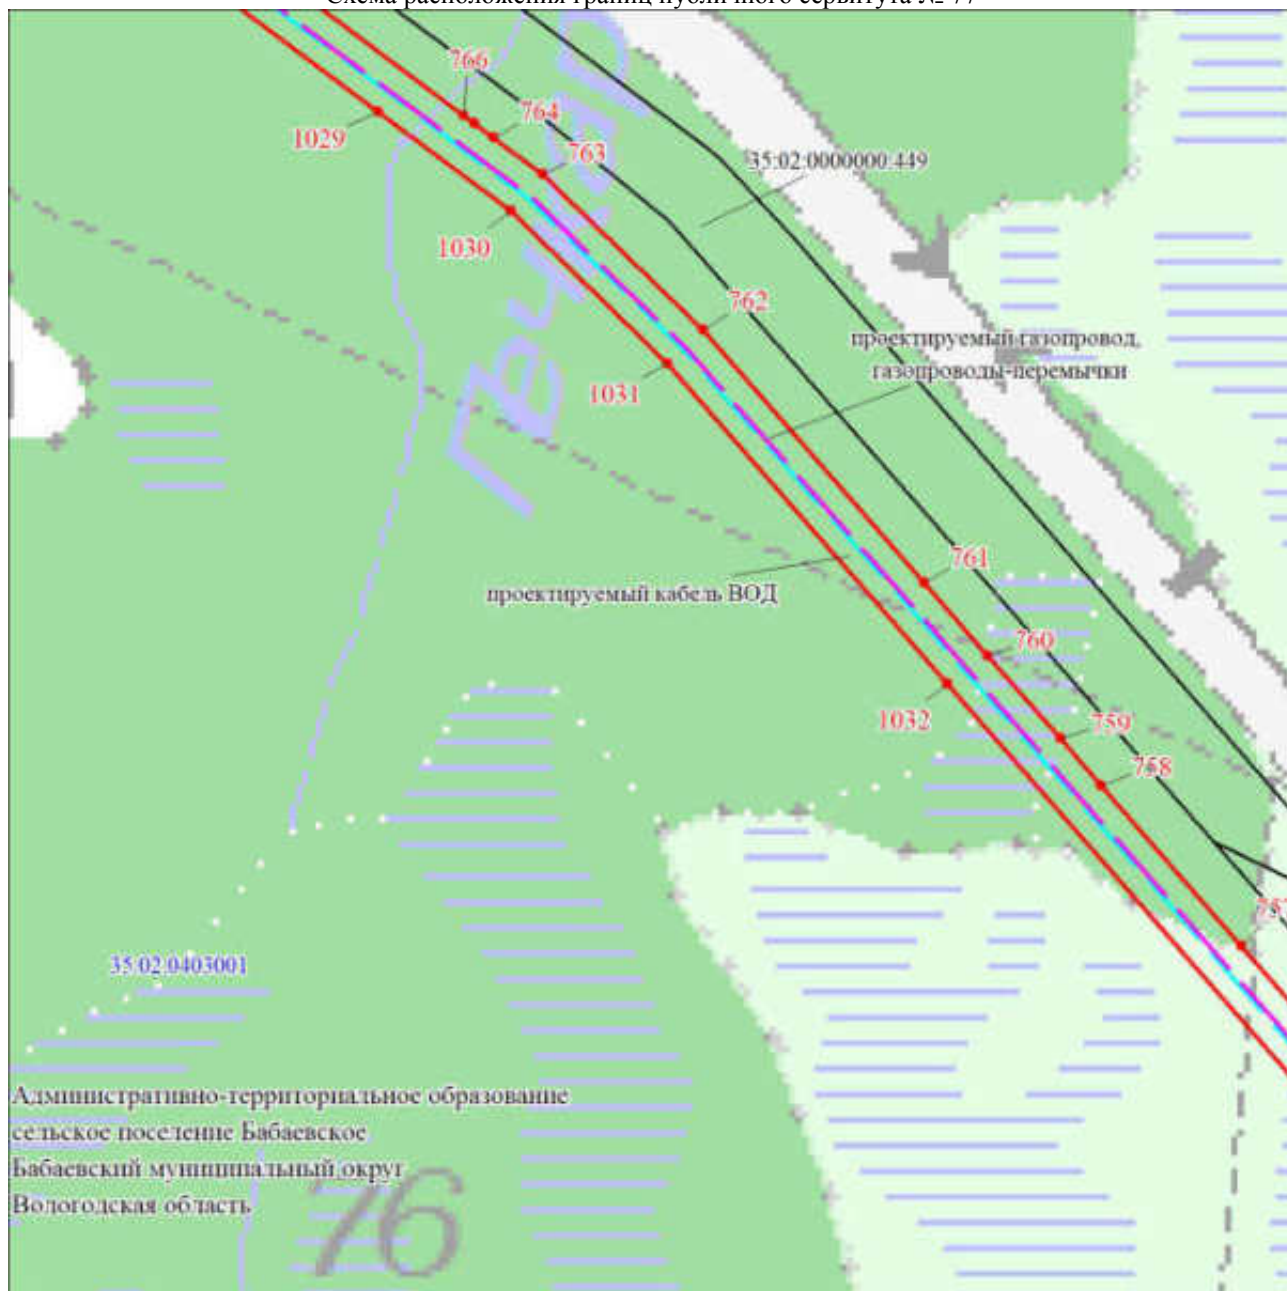 Схема расположения границ публичного сервитута № 77
766
764
1029
763
35:02:0000000:449
1030
762
проектируемый газопровод,
газопроводы-перемычки
1031
761
проектируемый кабель ВОД
760
1032
759
758
757
35:02:0403001
Административно-территориальное образование
сельское поселение Бабаевское
Бабаевский муниципальный округ
Вологодская область
76